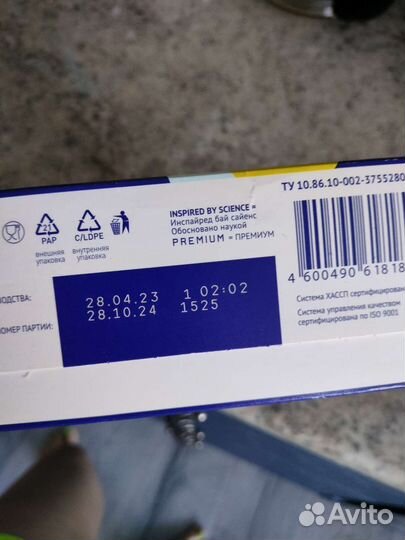 ТУ 10.86.10-002-3755280
INSPIRED BY SCIENCE =
Инспайред бай сайенс
Обосновано наукой
PREMIUM = ПРЕМИУМ
21
PAP
C/LDPE
внешняя упаковка
внутренняя упаковка
4 600490 61818
Система ХАССП сертифицирован
Система управления качеством
сертифицирована по ISO 9001
ВОДСТВА:
ОМЕР ПАРТИИ:
28.04.23 1 02:02
28.10.24 1525
Avito